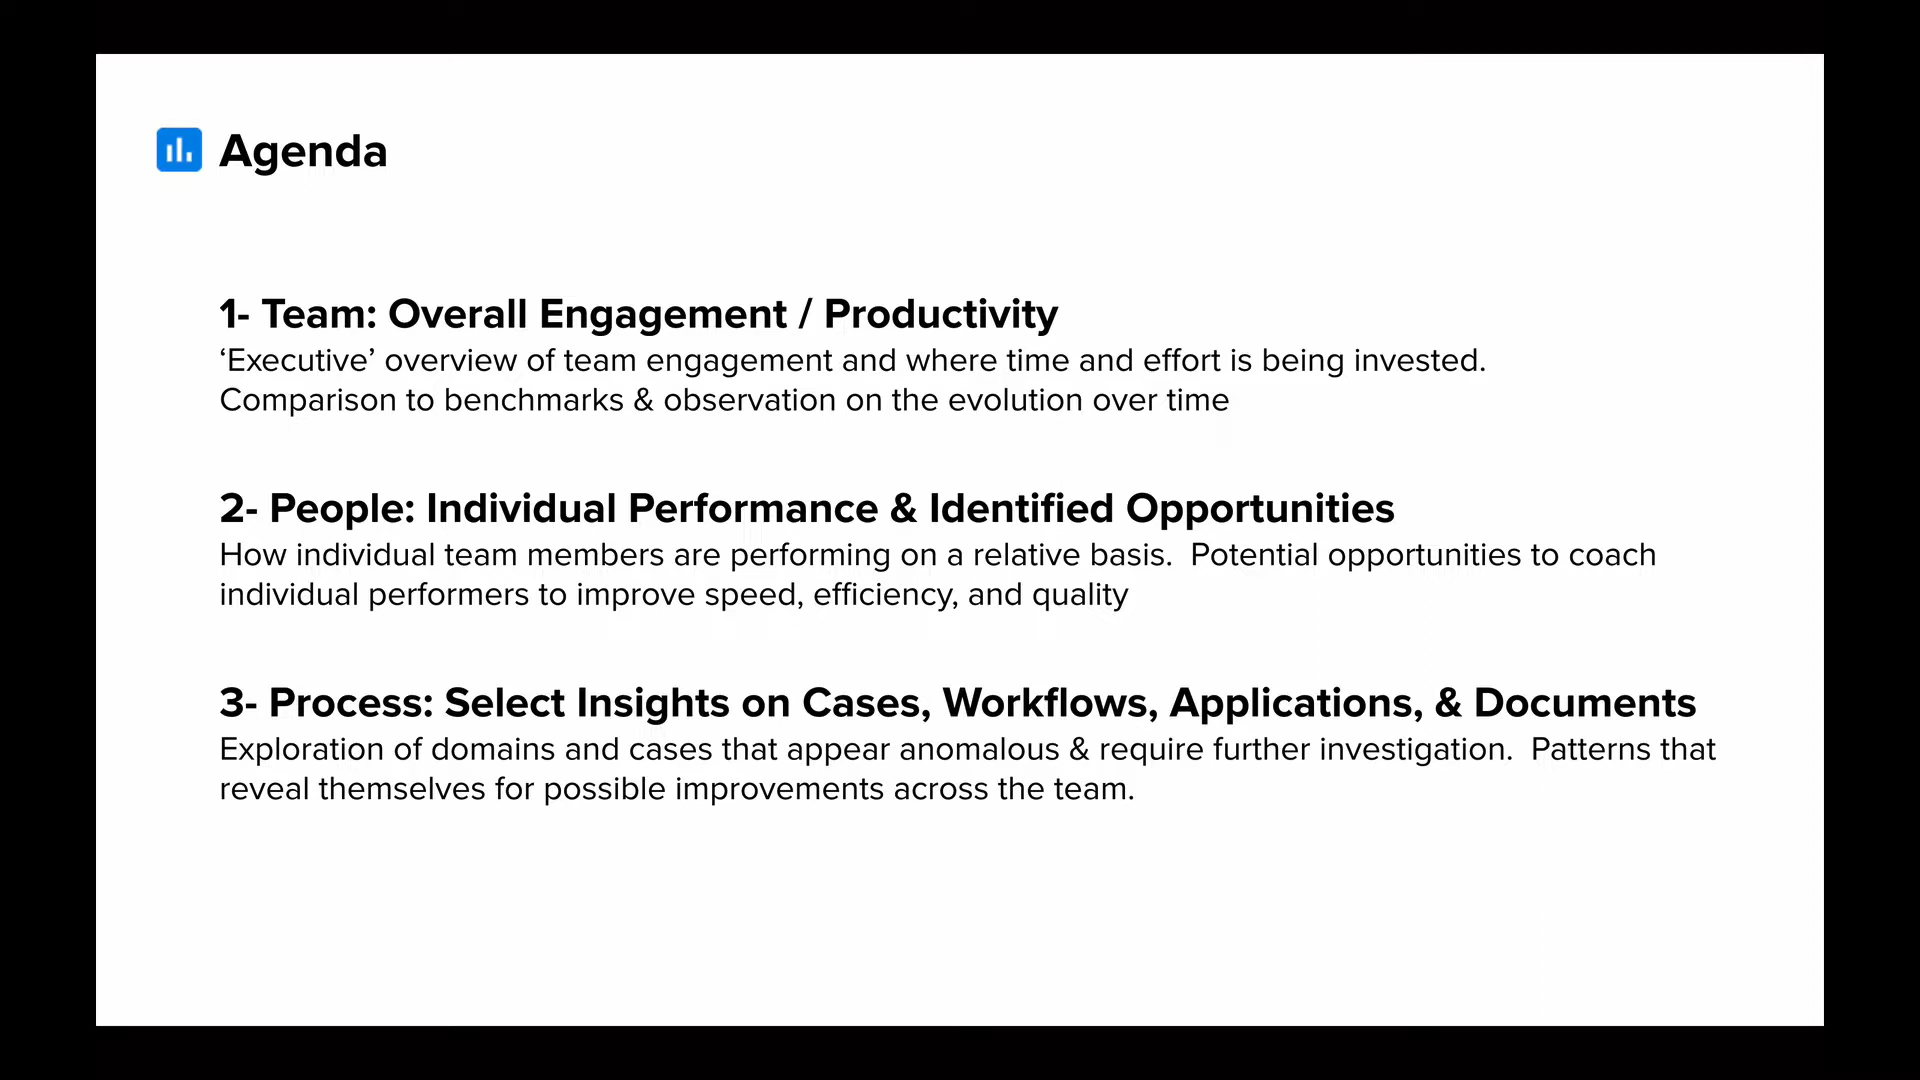 Agenda
1- Team: Overall Engagement / Productivity
‘Executive’ overview of team engagement and where time and effort is being invested.
Comparison to benchmarks & observation on the evolution over time
2- People: Individual Performance & Identified Opportunities
How individual team members are performing on a relative basis.  Potential opportunities to coach
individual performers to improve speed, efficiency, and quality
3- Process: Select Insights on Cases, Workflows, Applications, & Documents
Exploration of domains and cases that appear anomalous & require further investigation.  Patterns that
reveal themselves for possible improvements across the team.